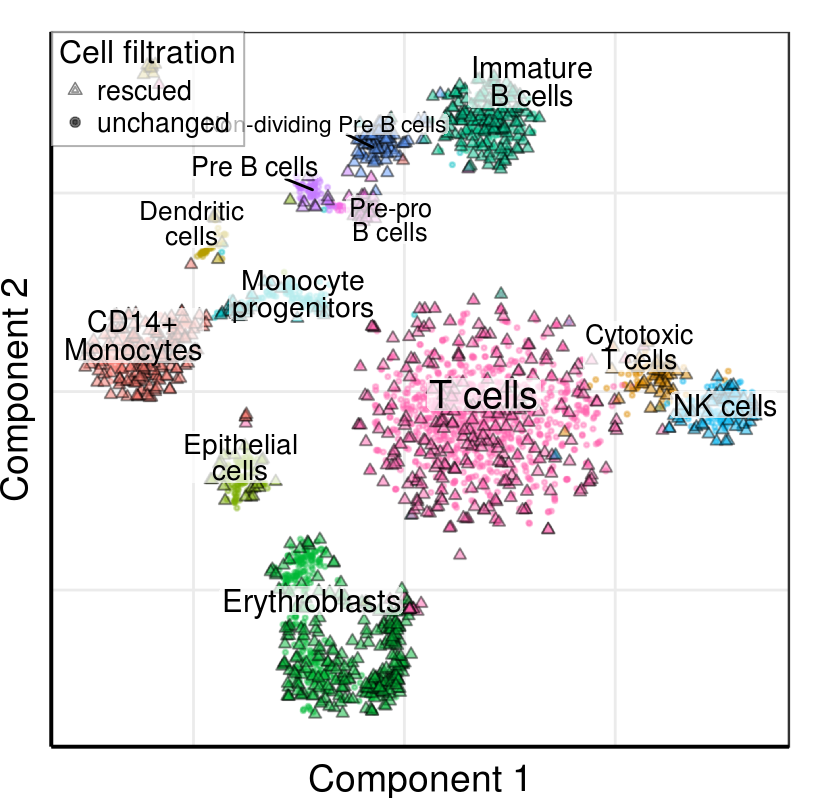 Cell filtration
rescued
unchanged
-dividing Pre B cells
Immature
B cells
Pre B cells
Pre-pro
B cells
Dendritic
cells
Monocyte
progenitors
CD14+
Monocytes
Cytotoxic
T cells
T cells
NK cells
Epithelial
cells
Erythroblasts
Component 1
Component 2